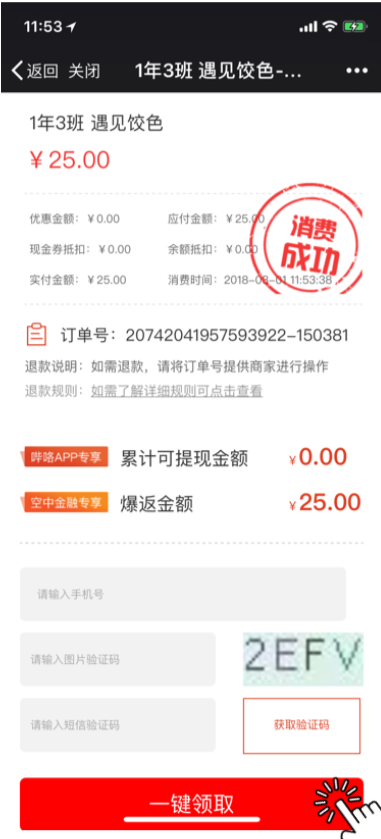 11:53
返回 关闭 1年3班 遇见饺色-...
1年3班 遇见饺色
¥25.00
优惠金额：¥0.00 应付金额：¥25.00
现金券抵扣：¥0.00 余额抵扣：¥0.00
实付金额：¥25.00 消费时间：2018-08-01 11:53:38
消费
成功
订单号：20742041957593922-150381
退款说明：如需退款，请将订单号提供商家进行操作
退款规则：如需了解详细规则可点击查看
哔咯APP专享 累计可提现金额 ¥0.00
空中金融专享 爆返金额 ¥25.00
请输入手机号
请输入图片验证码 2EFV
请输入短信验证码 获取验证码
一键领取